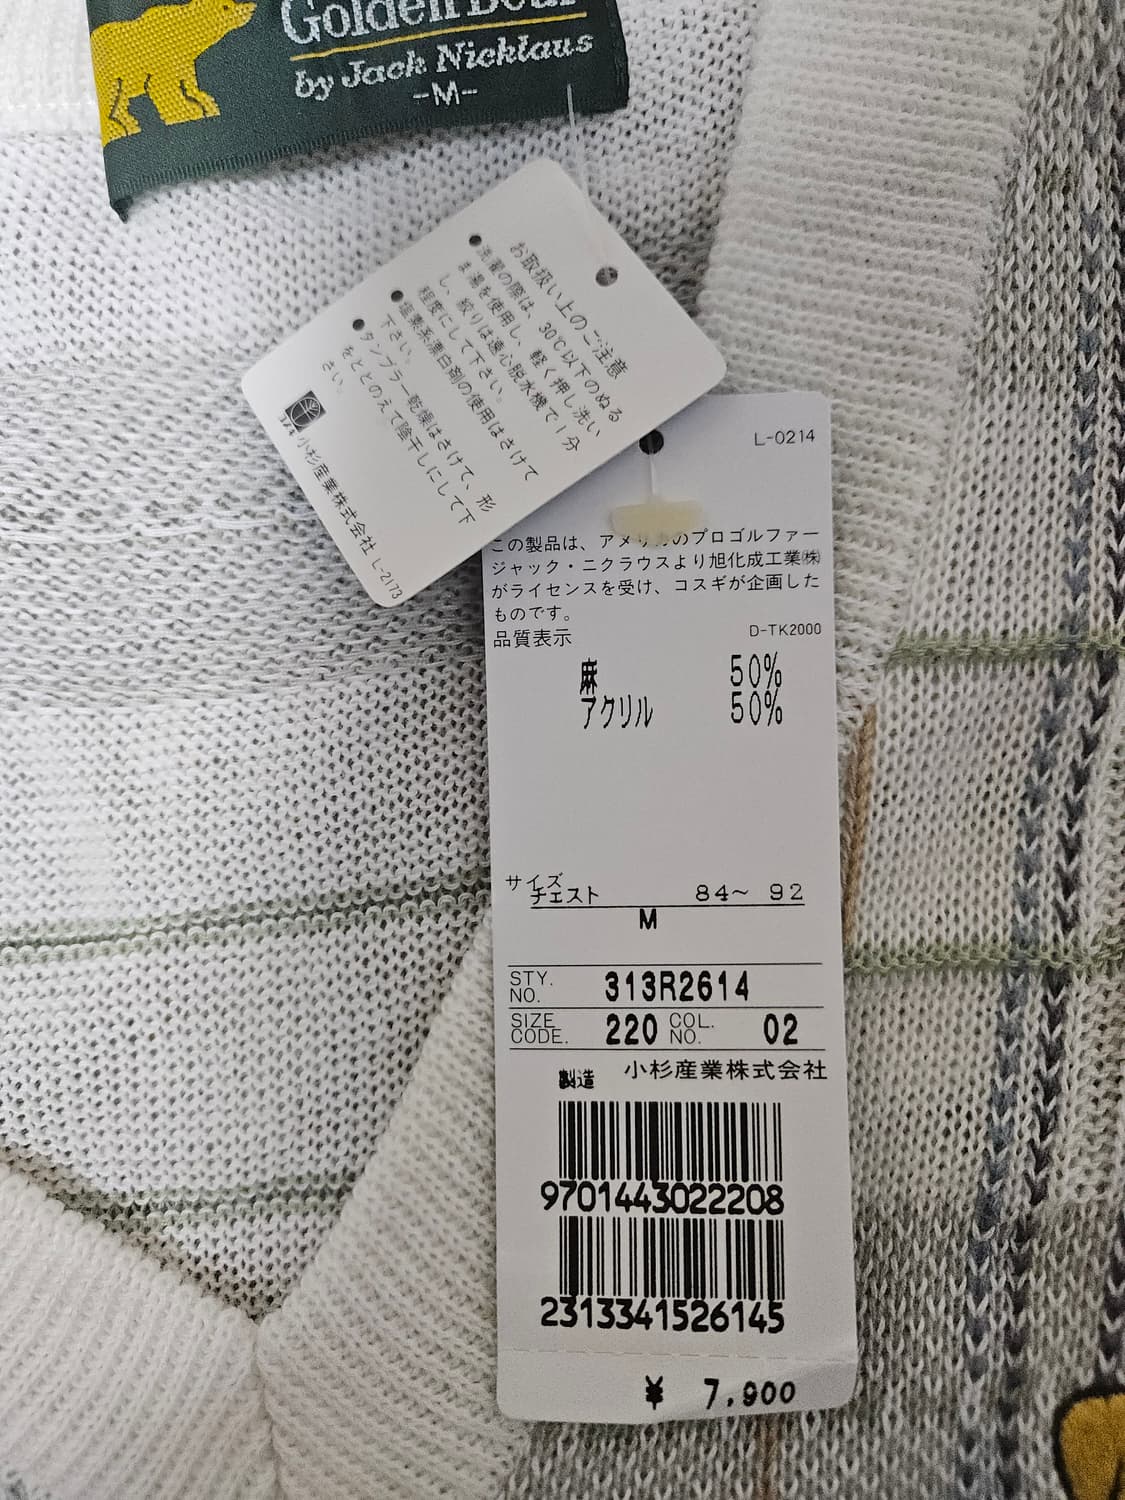 Golden Bear
by Jack Nicklaus
-M-
お取扱い上のご注意
●洗濯の際は、30℃以下のぬる
ま湯を使用し、軽く押し洗い
し、絞りは遠心脱水機で1分
程度にして下さい。
●塩素系漂白剤の使用はさけて
下さい。
●タンブラー乾燥はさけて、形
をととのえて陰干しにして下
さい。
小杉産業株式会社 L-2173
L-0214
この製品は、アメリカのプロゴルファー
ジャック・ニクラウスより旭化成工業㈱
がライセンスを受け、コスギが企画した
ものです。
品質表示 D-TK2000
麻 50%
アクリル 50%
サイズ
チェスト 84~ 92
M
STY. NO. 313R2614
SIZE CODE. 220 COL. NO. 02
製造 小杉産業株式会社
9701443022208
2313341526145
¥ 7,900